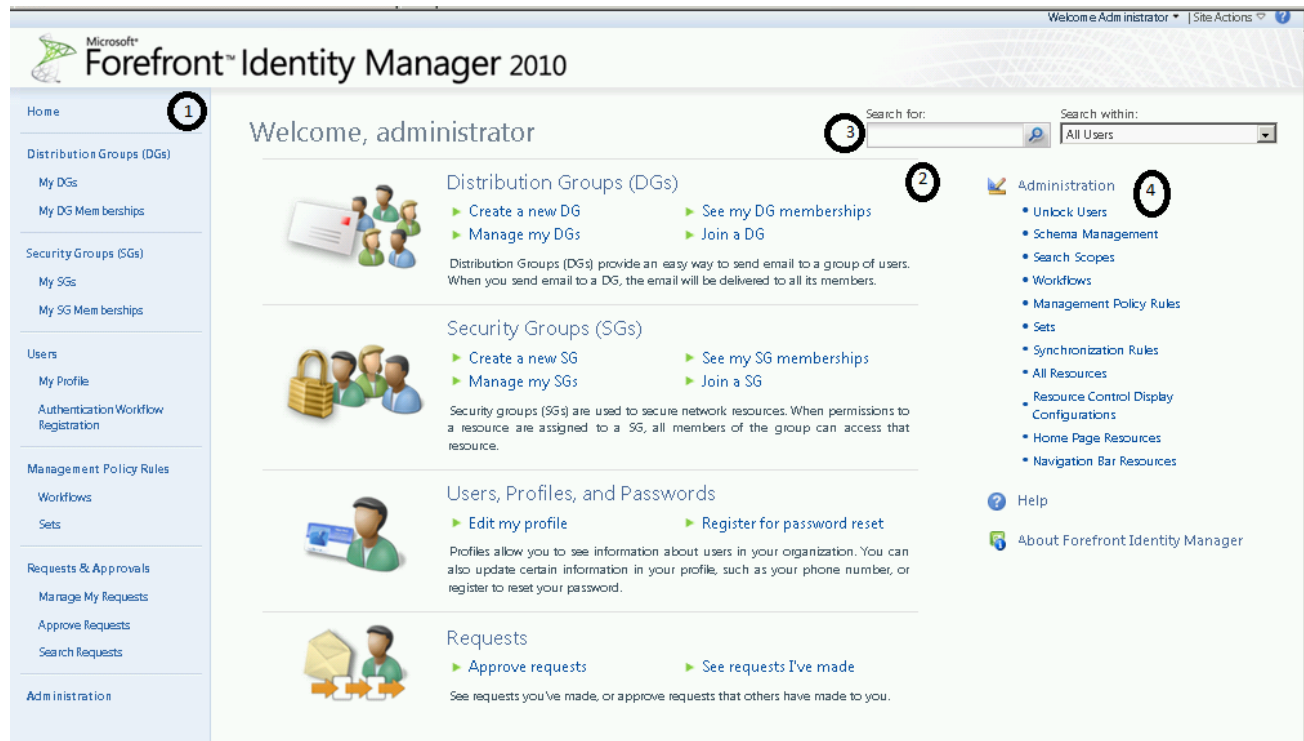 Welcome Administrator | Site Actions
Microsoft®
Forefront™ Identity Manager 2010
Home
1
Distribution Groups (DGs)
My DGs
My DG Memberships
Security Groups (SGs)
My SGs
My SG Memberships
Users
My Profile
Authentication Workflow
Registration
Management Policy Rules
Workflows
Sets
Requests & Approvals
Manage My Requests
Approve Requests
Search Requests
Administration
Welcome, administrator
3
Search for:
Search within:
All Users
2
Distribution Groups (DGs)
Create a new DG
See my DG memberships
Manage my DGs
Join a DG
Distribution Groups (DGs) provide an easy way to send email to a group of users.
When you send email to a DG, the email will be delivered to all its members.
Security Groups (SGs)
Create a new SG
See my SG memberships
Manage my SGs
Join a SG
Security groups (SGs) are used to secure network resources. When permissions to
a resource are assigned to a SG, all members of the group can access that
resource.
Users, Profiles, and Passwords
Edit my profile
Register for password reset
Profiles allow you to see information about users in your organization. You can
also update certain information in your profile, such as your phone number, or
register to reset your password.
Requests
Approve requests
See requests I've made
See requests you've made, or approve requests that others have made to you.
Administration
4
Unlock Users
Schema Management
Search Scopes
Workflows
Management Policy Rules
Sets
Synchronization Rules
All Resources
Resource Control Display
Configurations
Home Page Resources
Navigation Bar Resources
Help
About Forefront Identity Manager